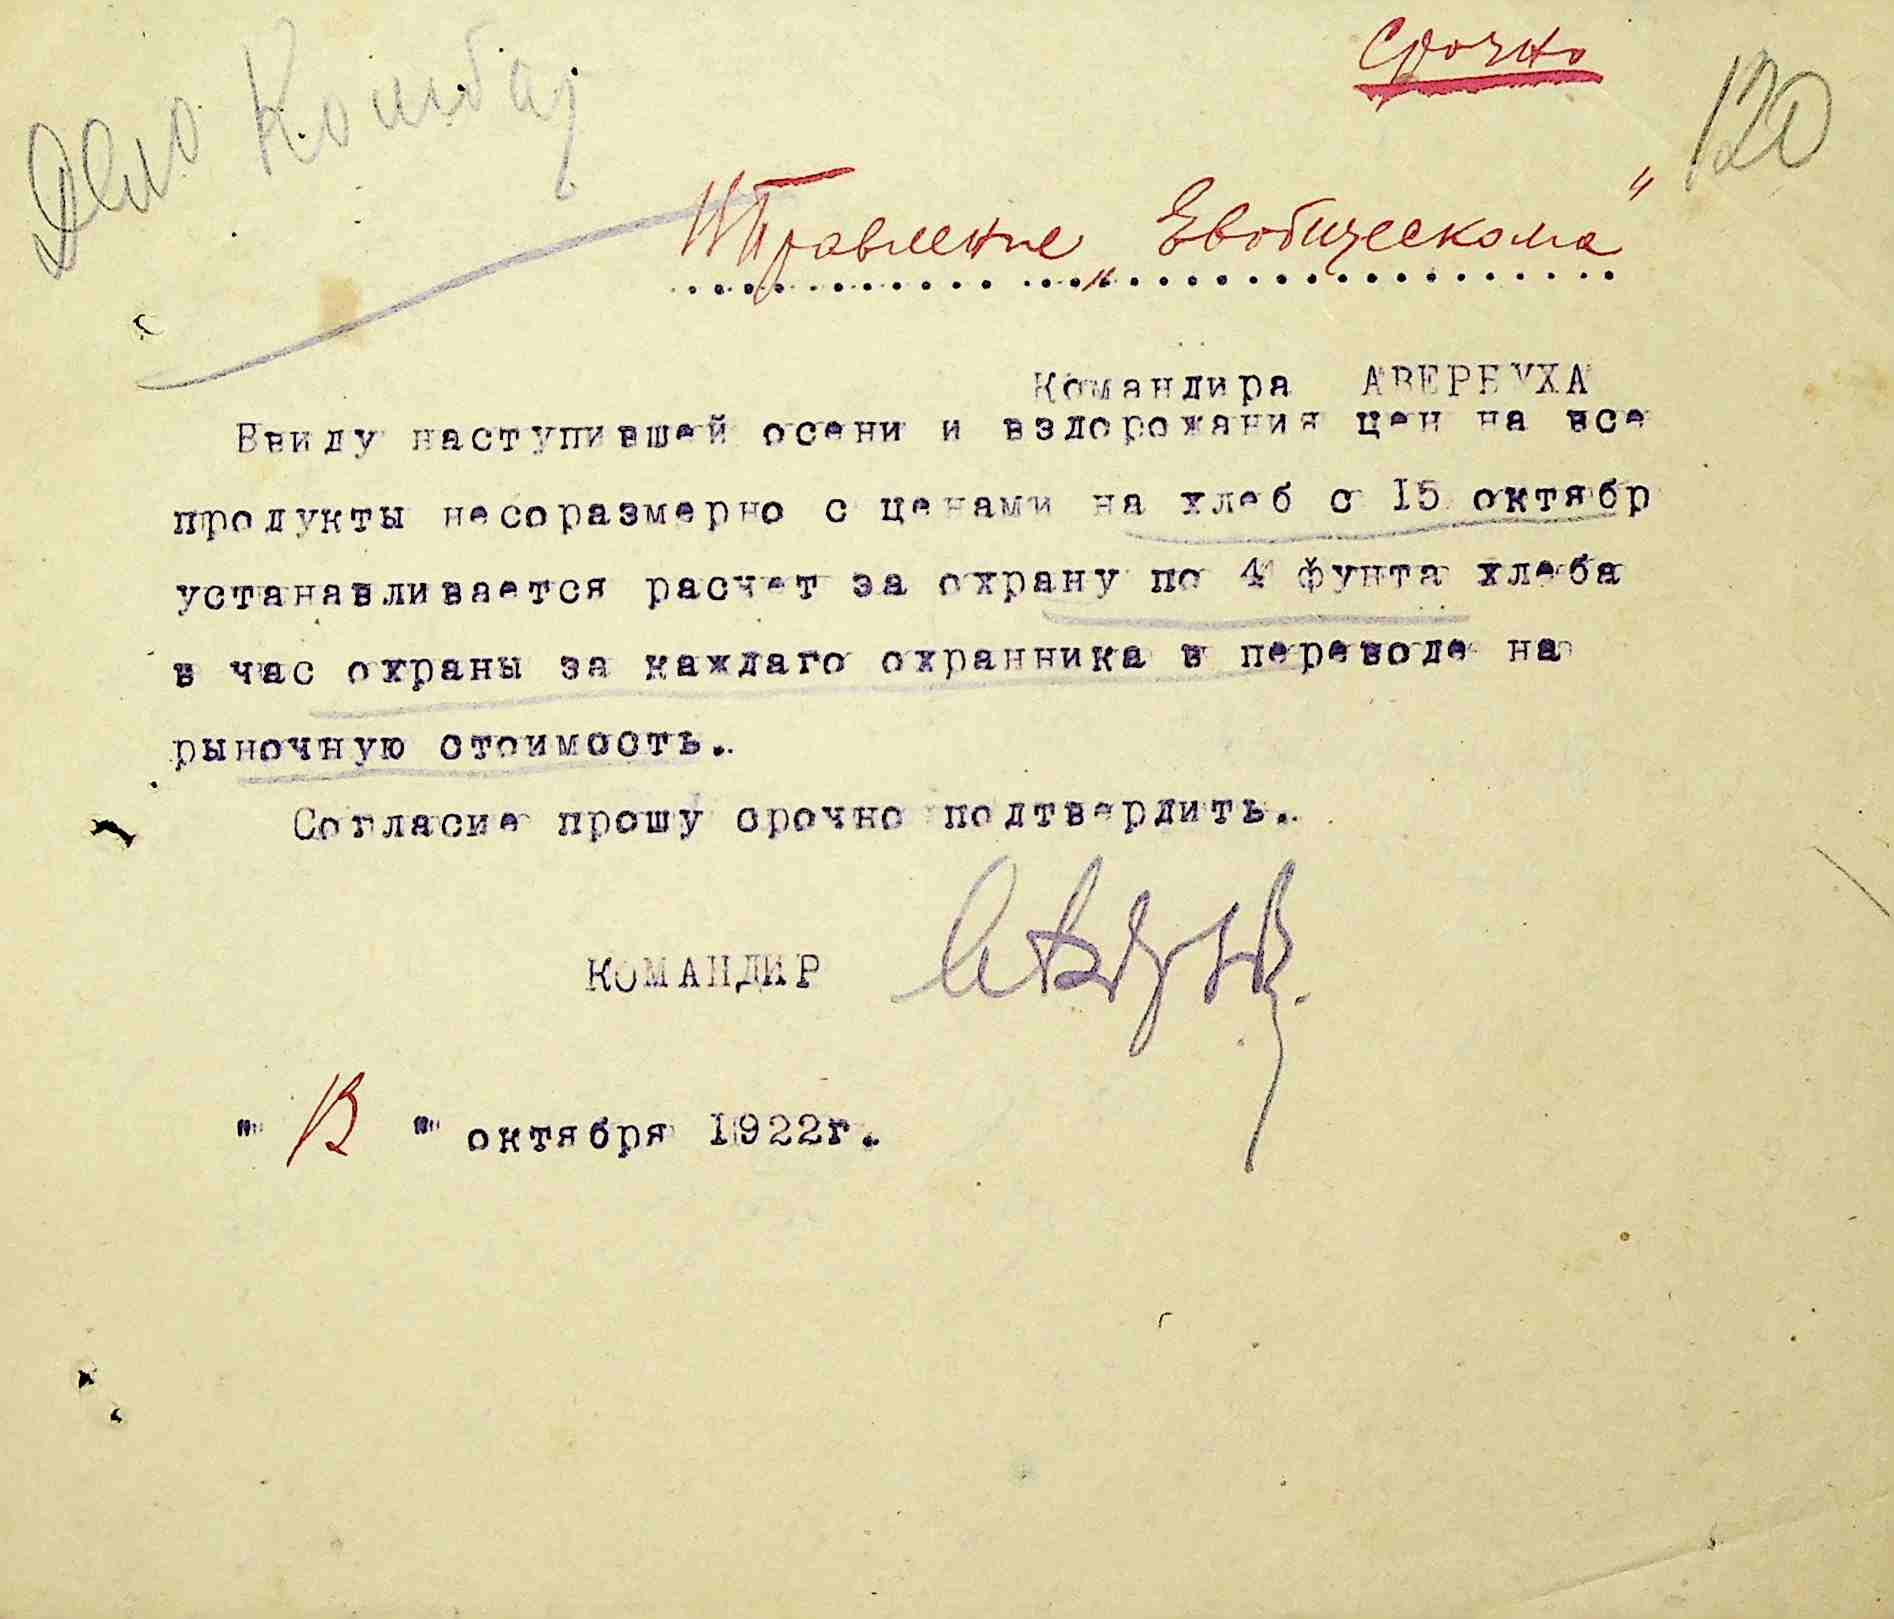 Срочно
120
Дело
В Правление „Евобщескома"
Командира АВЕРБУХА
Ввиду наступившей осени и вздорожания цен на все
продукты несоразмерно с ценами на хлеб с 15 октябр
устанавливается расчет за охрану по 4 фунта хлеба
в час охраны за каждаго охранника в переводе на
рыночную стоимость.
Согласие прошу срочно подтвердить.
КОМАНДИР
" 13 " октября 1922г.